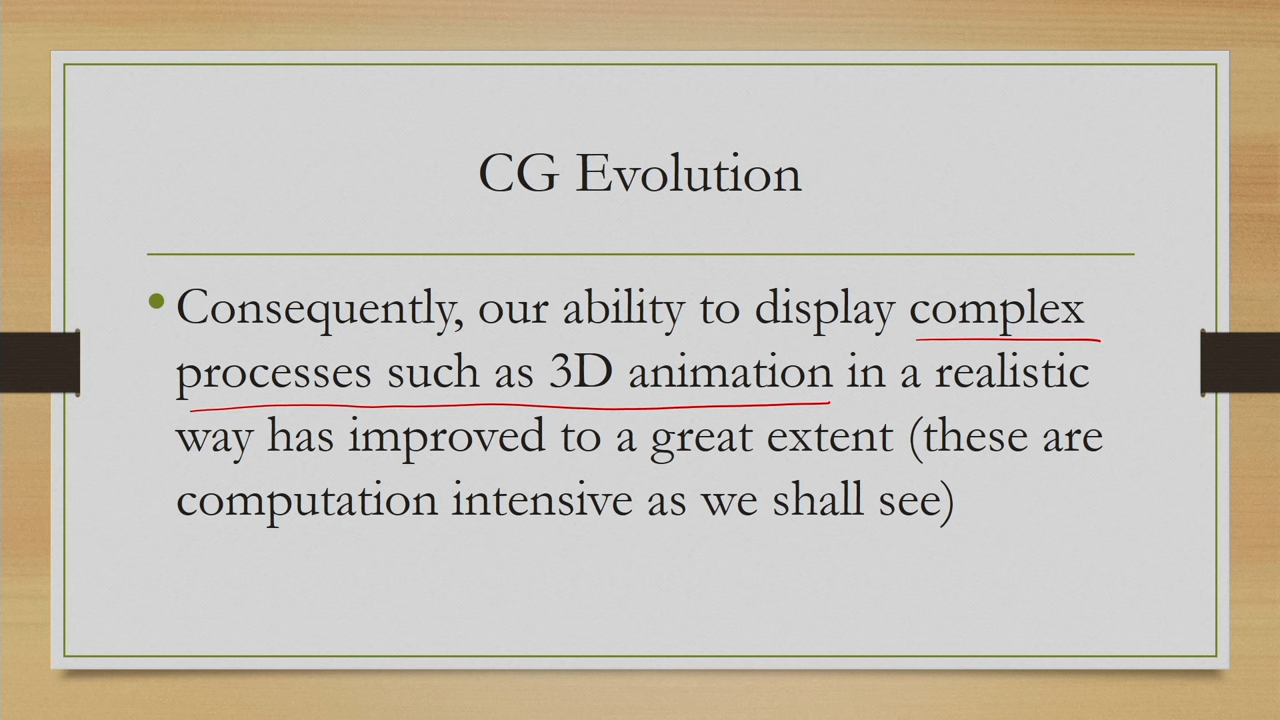 CG Evolution
• Consequently, our ability to display complex
processes such as 3D animation in a realistic
way has improved to a great extent (these are
computation intensive as we shall see)